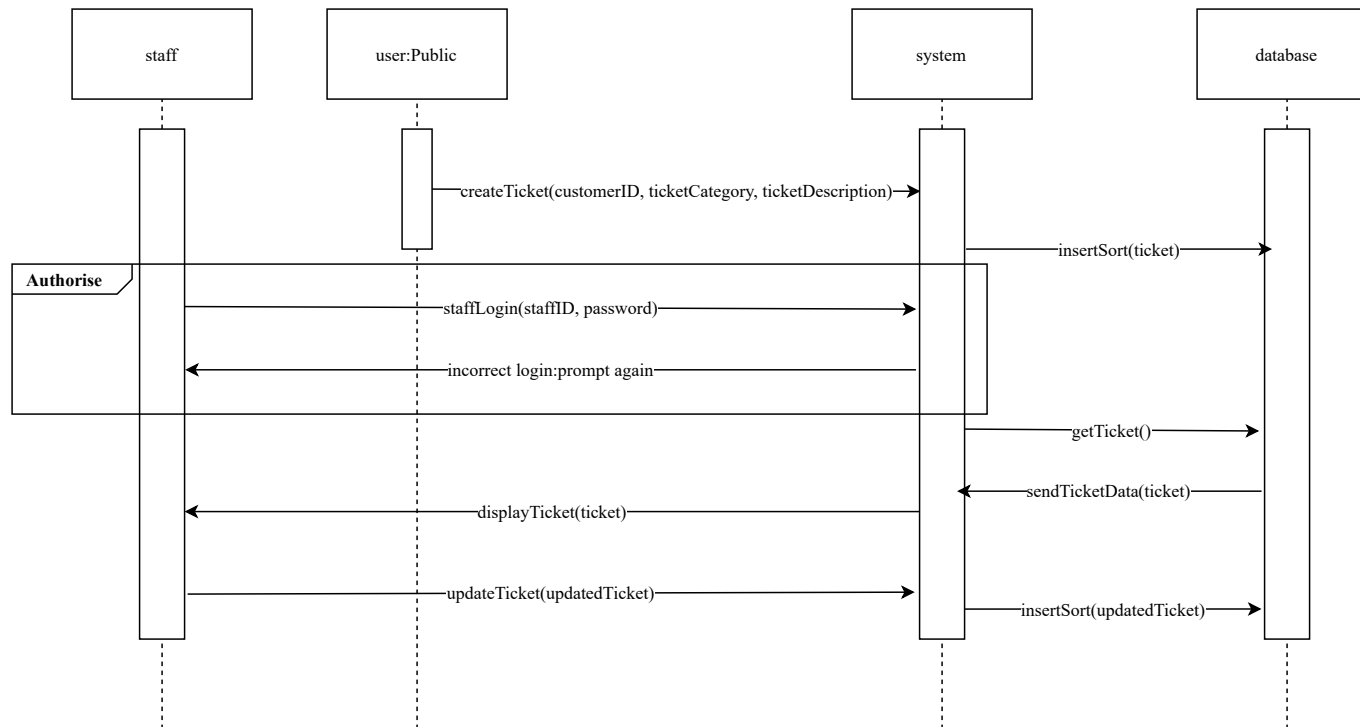 staff
user:Public
system
database
createTicket(customerID, ticketCategory, ticketDescription)
insertSort(ticket)
Authorise
staffLogin(staffID, password)
incorrect login:prompt again
getTicket()
sendTicketData(ticket)
displayTicket(ticket)
updateTicket(updatedTicket)
insertSort(updatedTicket)